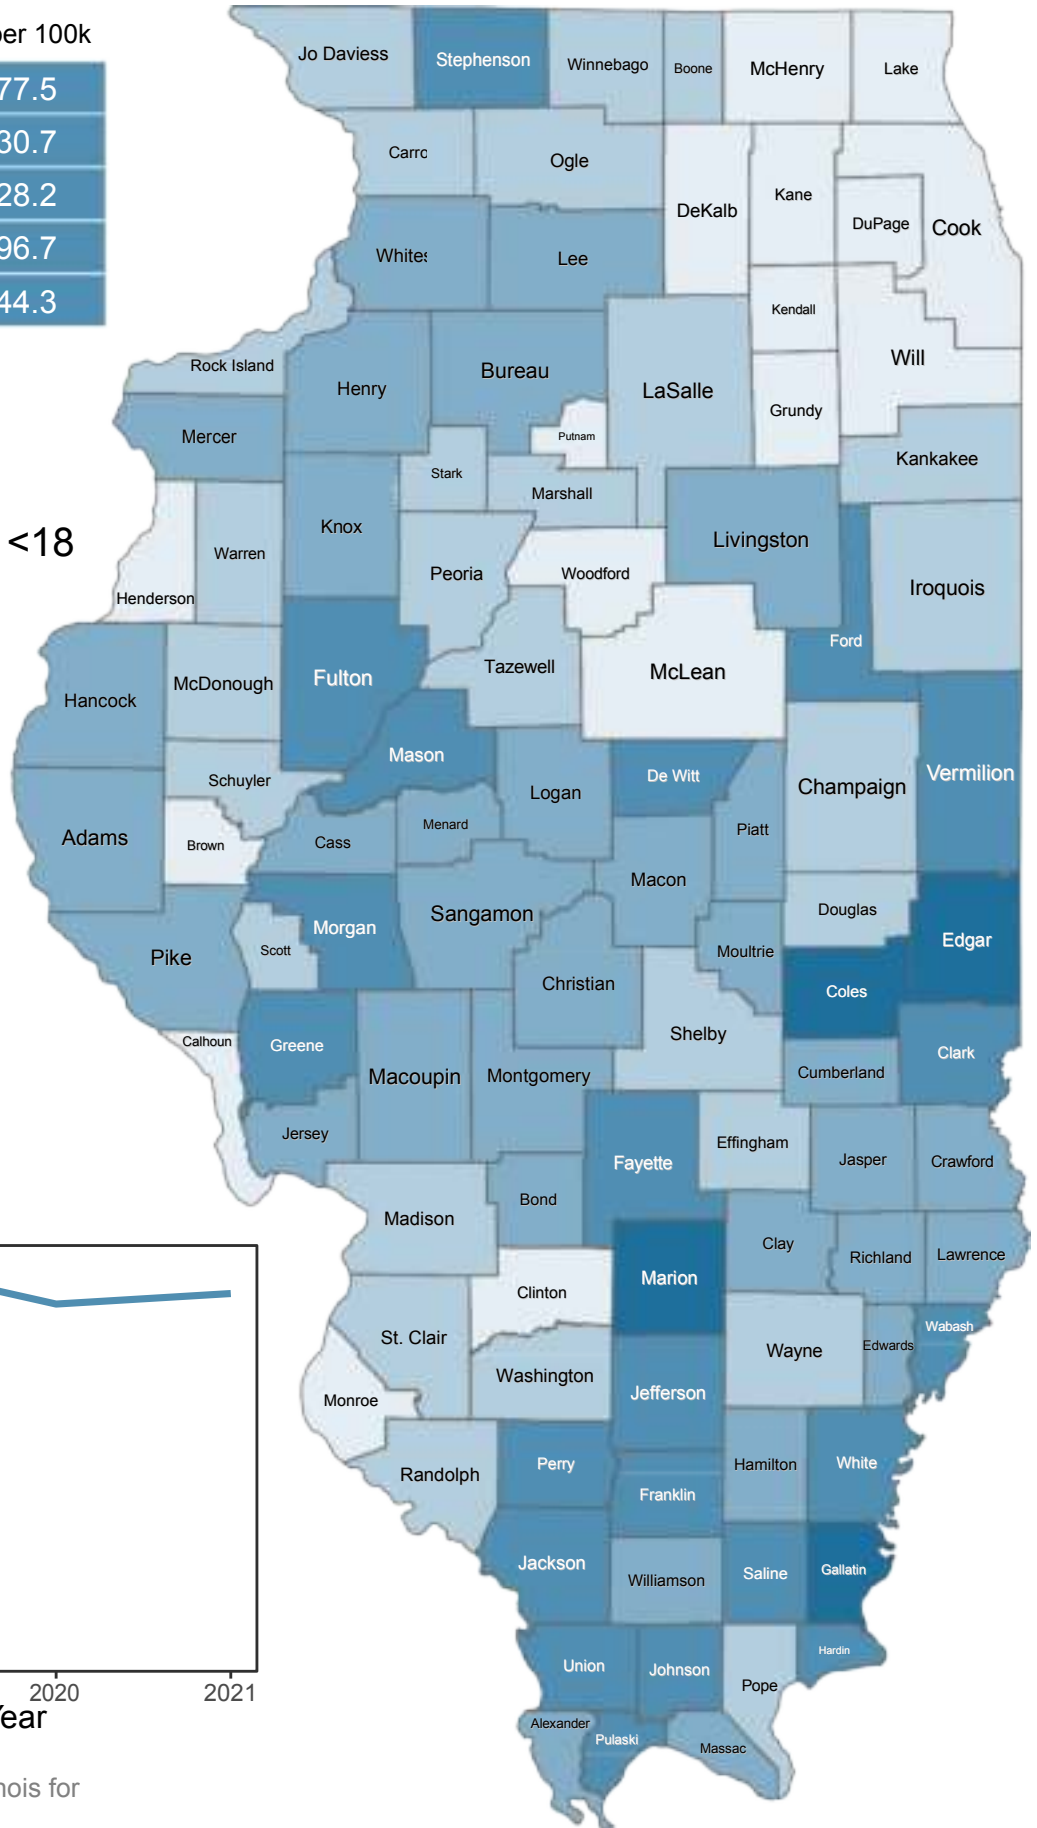 per 100k
77.5
30.7
28.2
96.7
44.3
<18
Jo Daviess
Stephenson
Winnebago
Boone
McHenry
Lake
Carro
Ogle
DeKalb
Kane
DuPage
Cook
Whites
Lee
Kendall
Rock Island
Henry
Bureau
LaSalle
Will
Grundy
Mercer
Putnam
Kankakee
Stark
Marshall
Knox
Livingston
Warren
Peoria
Woodford
Iroquois
Henderson
Ford
Hancock
McDonough
Fulton
Tazewell
McLean
Mason
De Witt
Vermilion
Schuyler
Logan
Champaign
Adams
Brown
Cass
Menard
Piatt
Macon
Douglas
Sangamon
Morgan
Edgar
Pike
Scott
Moultrie
Christian
Coles
Shelby
Calhoun
Greene
Clark
Macoupin
Montgomery
Cumberland
Jersey
Effingham
Fayette
Jasper
Crawford
Bond
Madison
Clay
Richland
Lawrence
Marion
Clinton
Wabash
St. Clair
Wayne
Edwards
Washington
Jefferson
Monroe
Perry
Hamilton
White
Randolph
Franklin
Jackson
Williamson
Saline
Gallatin
Union
Johnson
Hardin
Pope
Alexander
Pulaski
Massac
2020
2021
Year
nois for